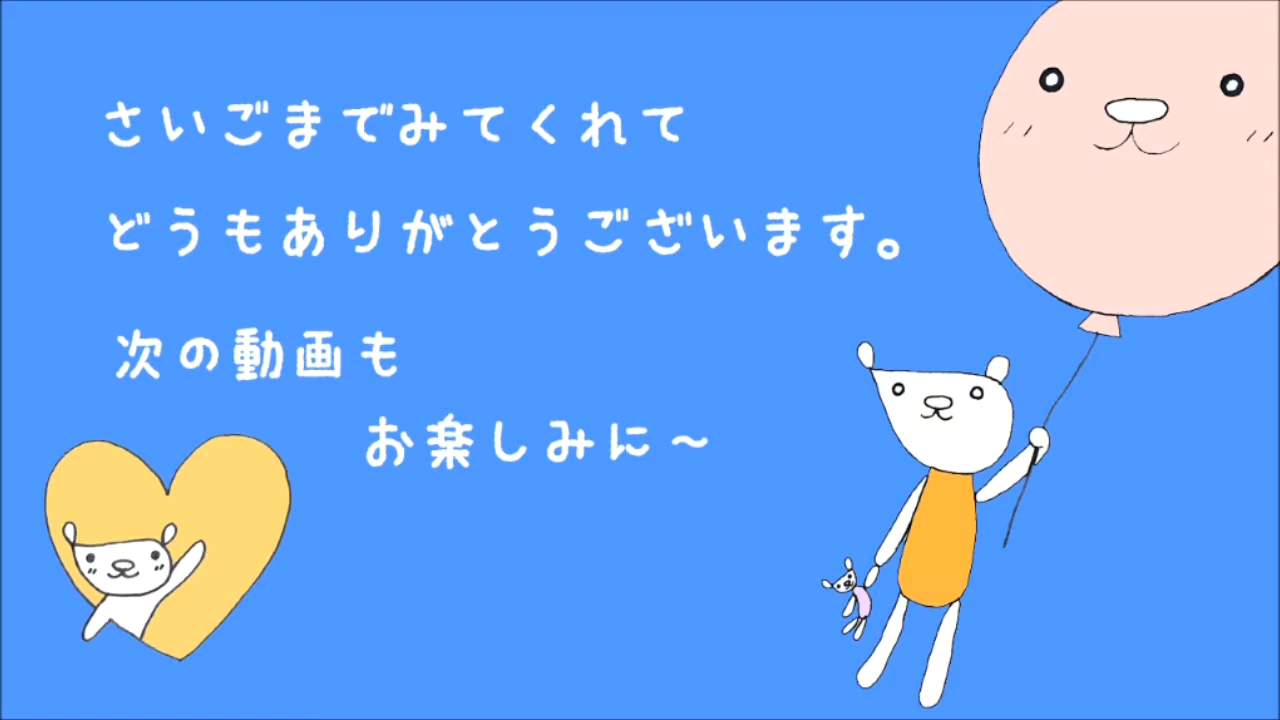 さいごまでみてくれて
どうもありがとうございます。
次の動画も
お楽しみに～